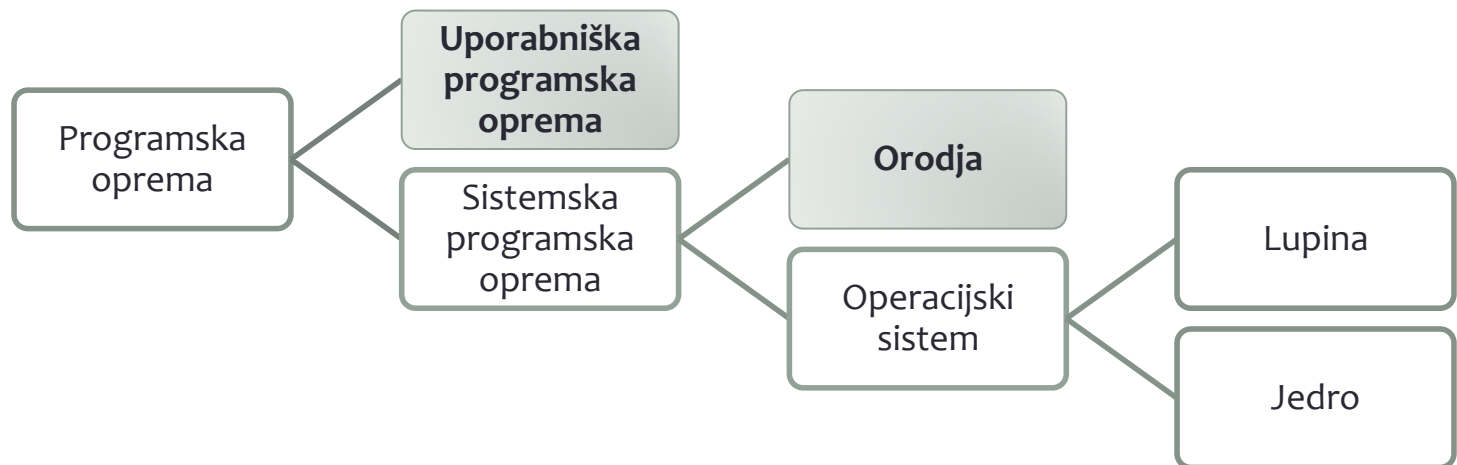 Programska
oprema
Uporabniška
programska
oprema
Sistemska
programska
oprema
Orodja
Operacijski
sistem
Lupina
Jedro